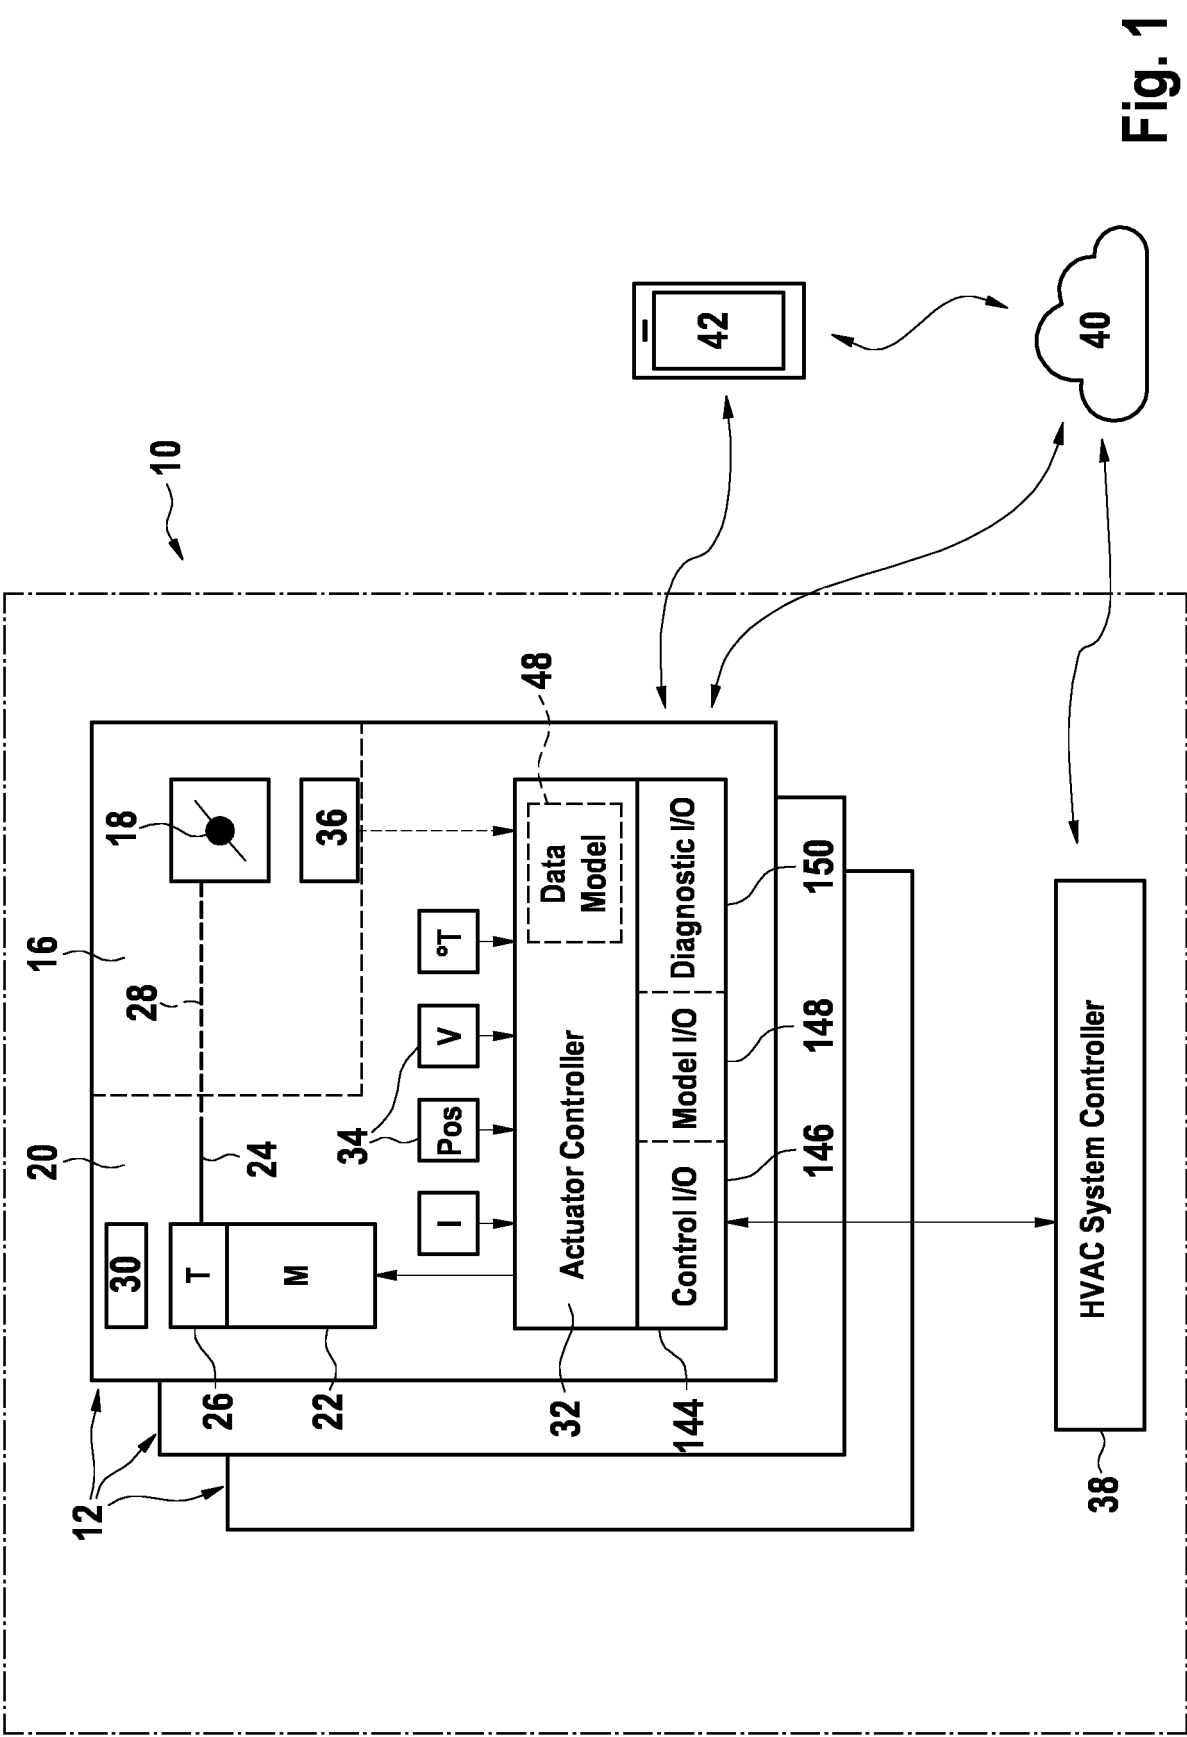 12
30
20
16
26
T
24
28
18
22
M
36
34
I
Pos
V
°T
32
Actuator Controller
Data
Model
48
144
Control I/O
Model I/O
Diagnostic I/O
146
148
150
38
HVAC System Controller
10
42
40
Fig. 1